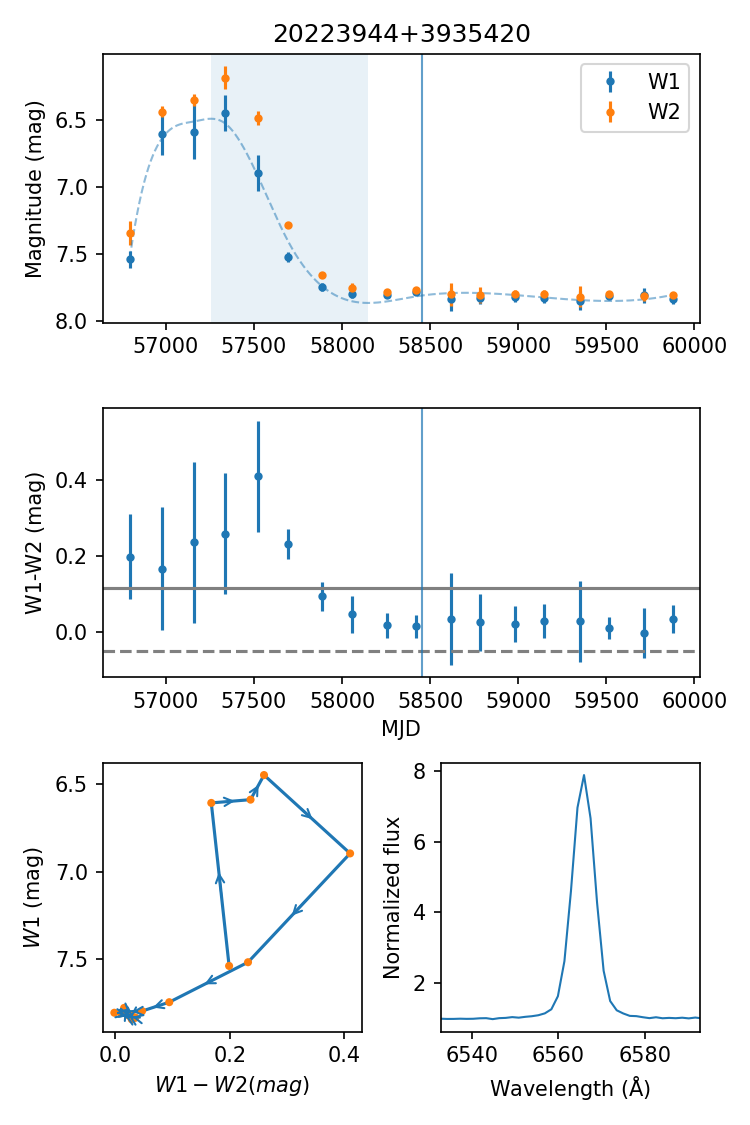 20223944+3935420
Magnitude (mag)
6.5
7.0
7.5
8.0
W1
W2
57000 57500 58000 58500 59000 59500 60000
W1-W2 (mag)
0.4
0.2
0.0
57000 57500 58000 58500 59000 59500 60000
MJD
W1 (mag)
6.5
7.0
7.5
0.0 0.2 0.4
W1 − W2(mag)
Normalized flux
8
6
4
2
6540 6560 6580
Wavelength (Å)